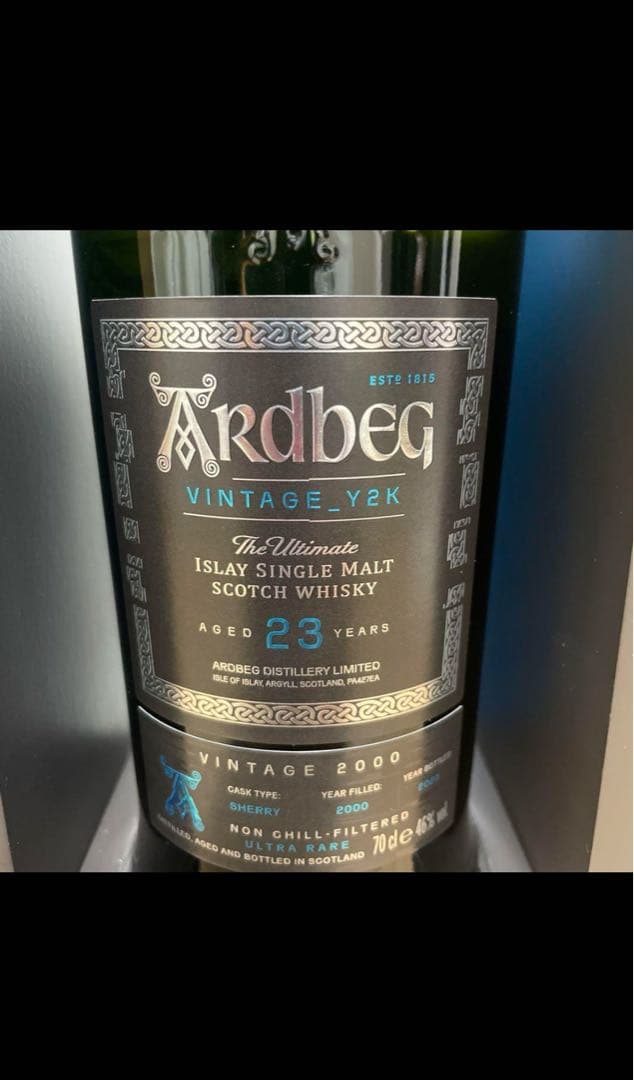 ESTD 1815
ARDBEG
VINTAGE_Y2K
The Ultimate
ISLAY SINGLE MALT
SCOTCH WHISKY
AGED 23 YEARS
ARDBEG DISTILLERY LIMITED
ISLE OF ISLAY, ARGYLL, SCOTLAND, PA427EA
VINTAGE 2000
CASK TYPE: YEAR FILLED: YEAR BOTTLED:
SHERRY 2000
NON CHILL-FILTERED
ULTRA RARE 70cl e 46% vol
DISTILLED, AGED AND BOTTLED IN SCOTLAND